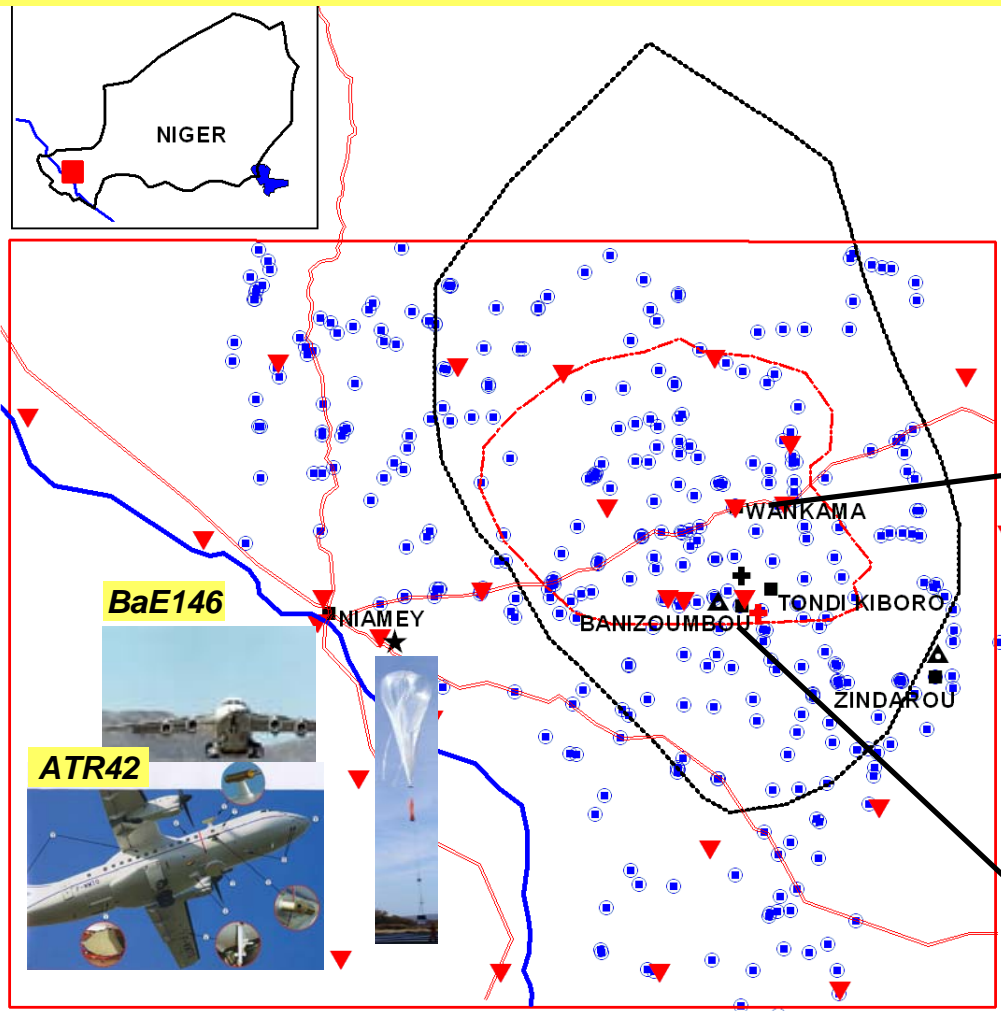 NIGER
WANKAMA
BaE146
TONDI KIBORO
NIAMEY
BANIZOUMBOU
ZINDAROU
ATR42